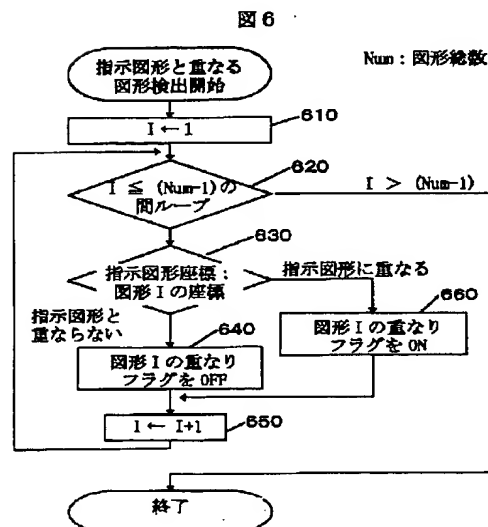 図６
Num：図形総数
指示図形と重なる
図形検出開始
I ← 1
610
I ≦ (Num-1)の
間ループ
620
I > (Num-1)
630
指示図形座標：
図形Iの座標
指示図形に重なる
指示図形と
重ならない
640
660
図形Iの重なり
フラグをOFF
図形Iの重なり
フラグをON
I ← I+1
650
終了